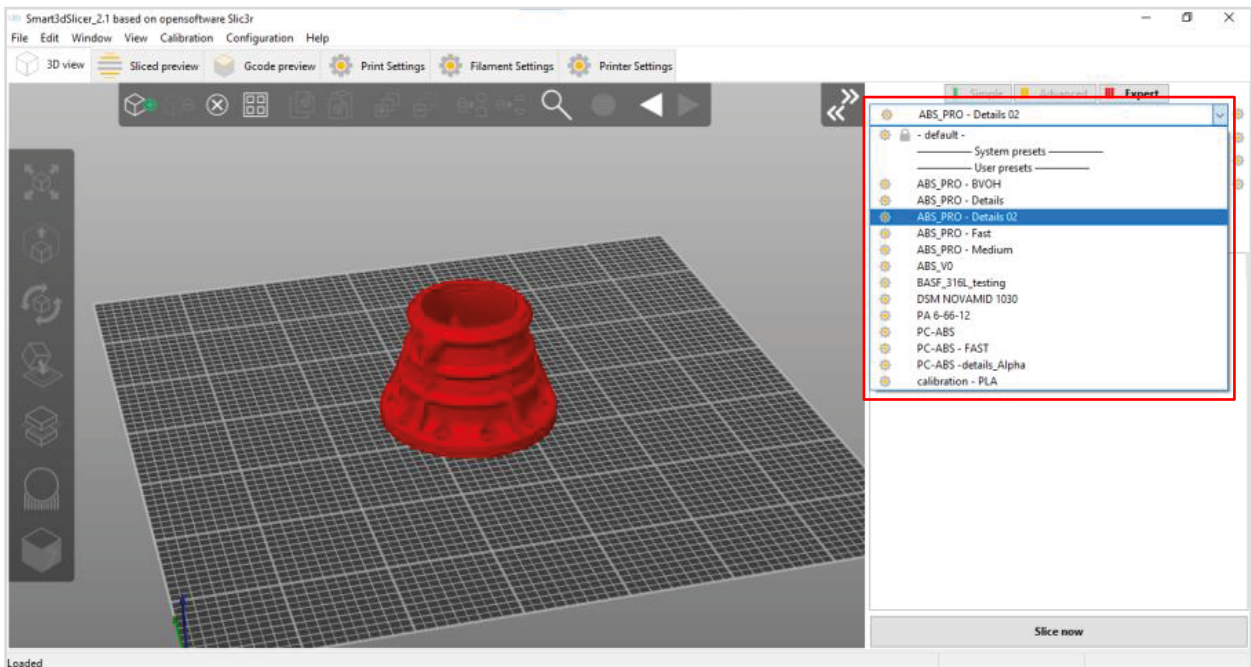 Smart3dSlicer_2.1 based on opensoftware Slic3r
File Edit Window View Calibration Configuration Help
3D view Sliced preview Gcode preview Print Settings Filament Settings Printer Settings
Simple Advanced Expert
ABS_PRO - Details 02
- default -
System presets
User presets
ABS_PRO - BVOH
ABS_PRO - Details
ABS_PRO - Details 02
ABS_PRO - Fast
ABS_PRO - Medium
ABS_V0
BASF_316L_testing
DSM NOVAMID 1030
PA 6-66-12
PC-ABS
PC-ABS - FAST
PC-ABS -details_Alpha
calibration - PLA
Slice now
Loaded